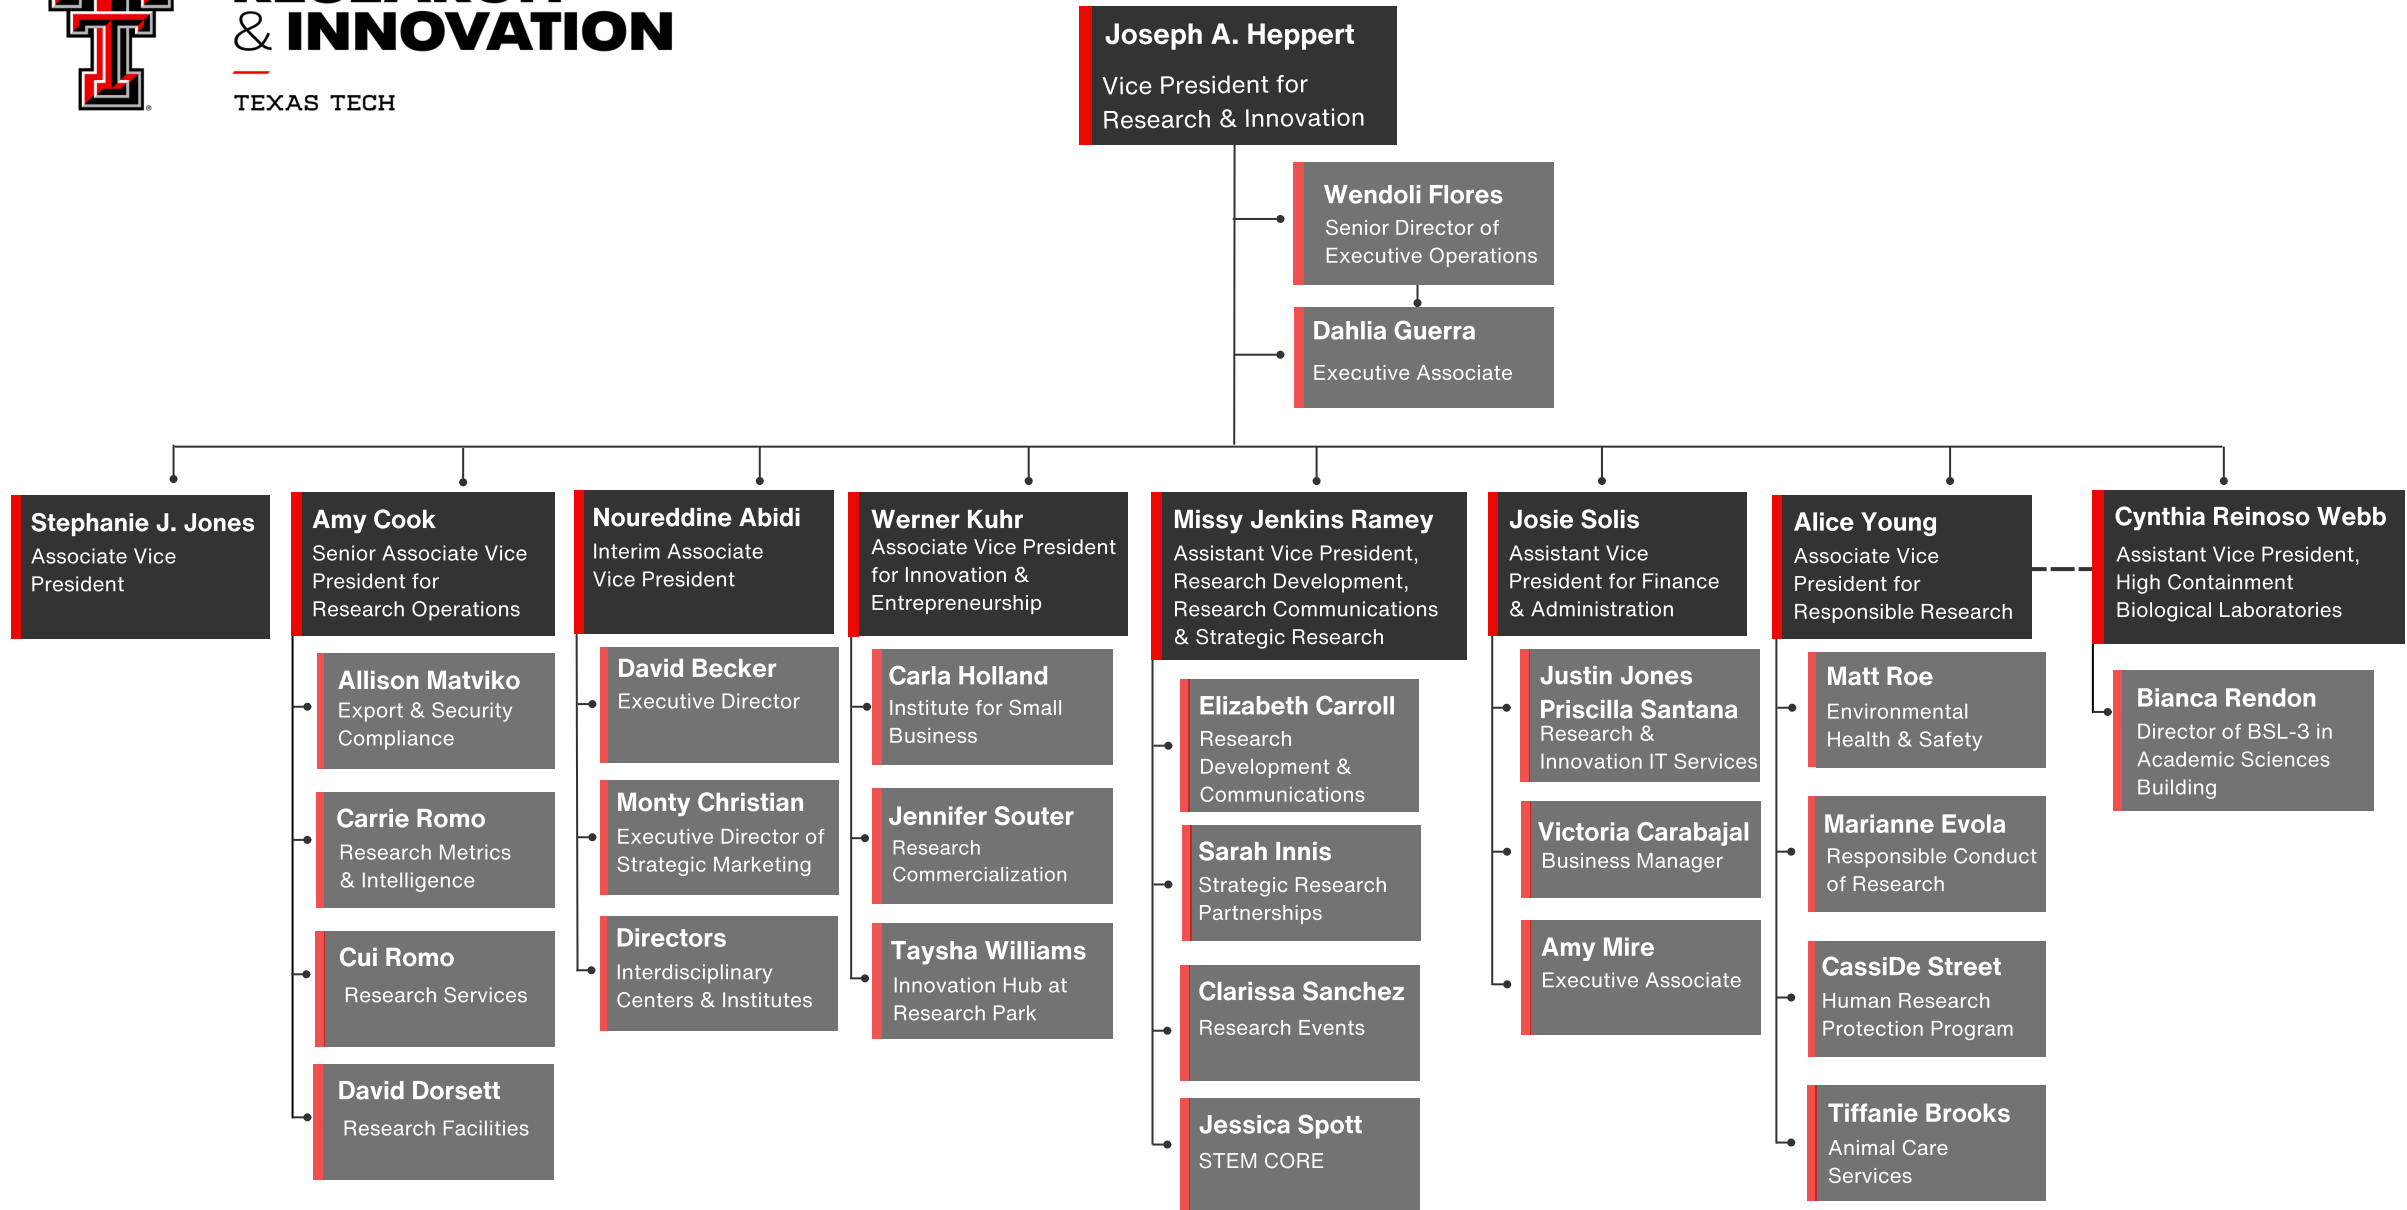 & INNOVATION
TEXAS TECH
Joseph A. Heppert
Vice President for
Research & Innovation
Wendoli Flores
Senior Director of
Executive Operations
Dahlia Guerra
Executive Associate
Stephanie J. Jones
Associate Vice
President
Amy Cook
Senior Associate Vice
President for
Research Operations
Allison Matviko
Export & Security
Compliance
Carrie Romo
Research Metrics
& Intelligence
Cui Romo
Research Services
David Dorsett
Research Facilities
Noureddine Abidi
Interim Associate
Vice President
David Becker
Executive Director
Monty Christian
Executive Director of
Strategic Marketing
Directors
Interdisciplinary
Centers & Institutes
Werner Kuhr
Associate Vice President
for Innovation &
Entrepreneurship
Carla Holland
Institute for Small
Business
Jennifer Souter
Research
Commercialization
Taysha Williams
Innovation Hub at
Research Park
Missy Jenkins Ramey
Assistant Vice President,
Research Development,
Research Communications
& Strategic Research
Elizabeth Carroll
Research
Development &
Communications
Sarah Innis
Strategic Research
Partnerships
Clarissa Sanchez
Research Events
Jessica Spott
STEM CORE
Josie Solis
Assistant Vice
President for Finance
& Administration
Justin Jones
Priscilla Santana
Research &
Innovation IT Services
Victoria Carabajal
Business Manager
Amy Mire
Executive Associate
Alice Young
Associate Vice
President for
Responsible Research
Matt Roe
Environmental
Health & Safety
Marianne Evola
Responsible Conduct
of Research
CassiDe Street
Human Research
Protection Program
Tiffanie Brooks
Animal Care
Services
Cynthia Reinoso Webb
Assistant Vice President,
High Containment
Biological Laboratories
Bianca Rendon
Director of BSL-3 in
Academic Sciences
Building